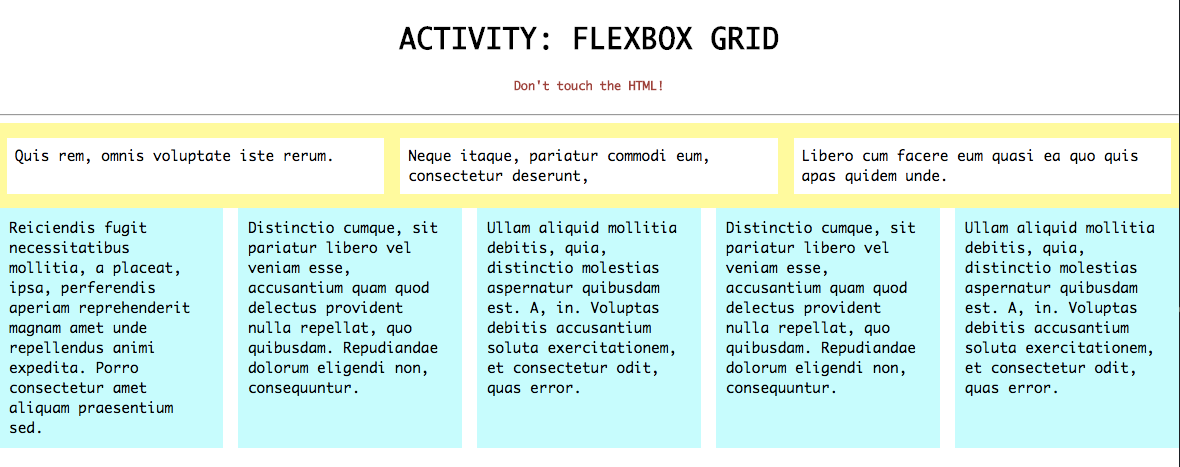 ACTIVITY: FLEXBOX GRID
Don't touch the HTML!
Quis rem, omnis voluptate iste rerum.
Neque itaque, pariatur commodi eum,
consectetur deserunt,
Libero cum facere eum quasi ea quo quis
apas quidem unde.
Reiciendis fugit
necessitatibus
mollitia, a placeat,
ipsa, perferendis
aperiam reprehenderit
magnam amet unde
repellendus animi
expedita. Porro
consectetur amet
aliquam praesentium
sed.
Distinctio cumque, sit
pariatur libero vel
veniam esse,
accusantium quam quod
delectus provident
nulla repellat, quo
quibusdam. Repudiandae
dolorum eligendi non,
consequuntur.
Ullam aliquid mollitia
debitis, quia,
distinctio molestias
aspernatur quibusdam
est. A, in. Voluptas
debitis accusantium
soluta exercitationem,
et consectetur odit,
quas error.
Distinctio cumque, sit
pariatur libero vel
veniam esse,
accusantium quam quod
delectus provident
nulla repellat, quo
quibusdam. Repudiandae
dolorum eligendi non,
consequuntur.
Ullam aliquid mollitia
debitis, quia,
distinctio molestias
aspernatur quibusdam
est. A, in. Voluptas
debitis accusantium
soluta exercitationem,
et consectetur odit,
quas error.